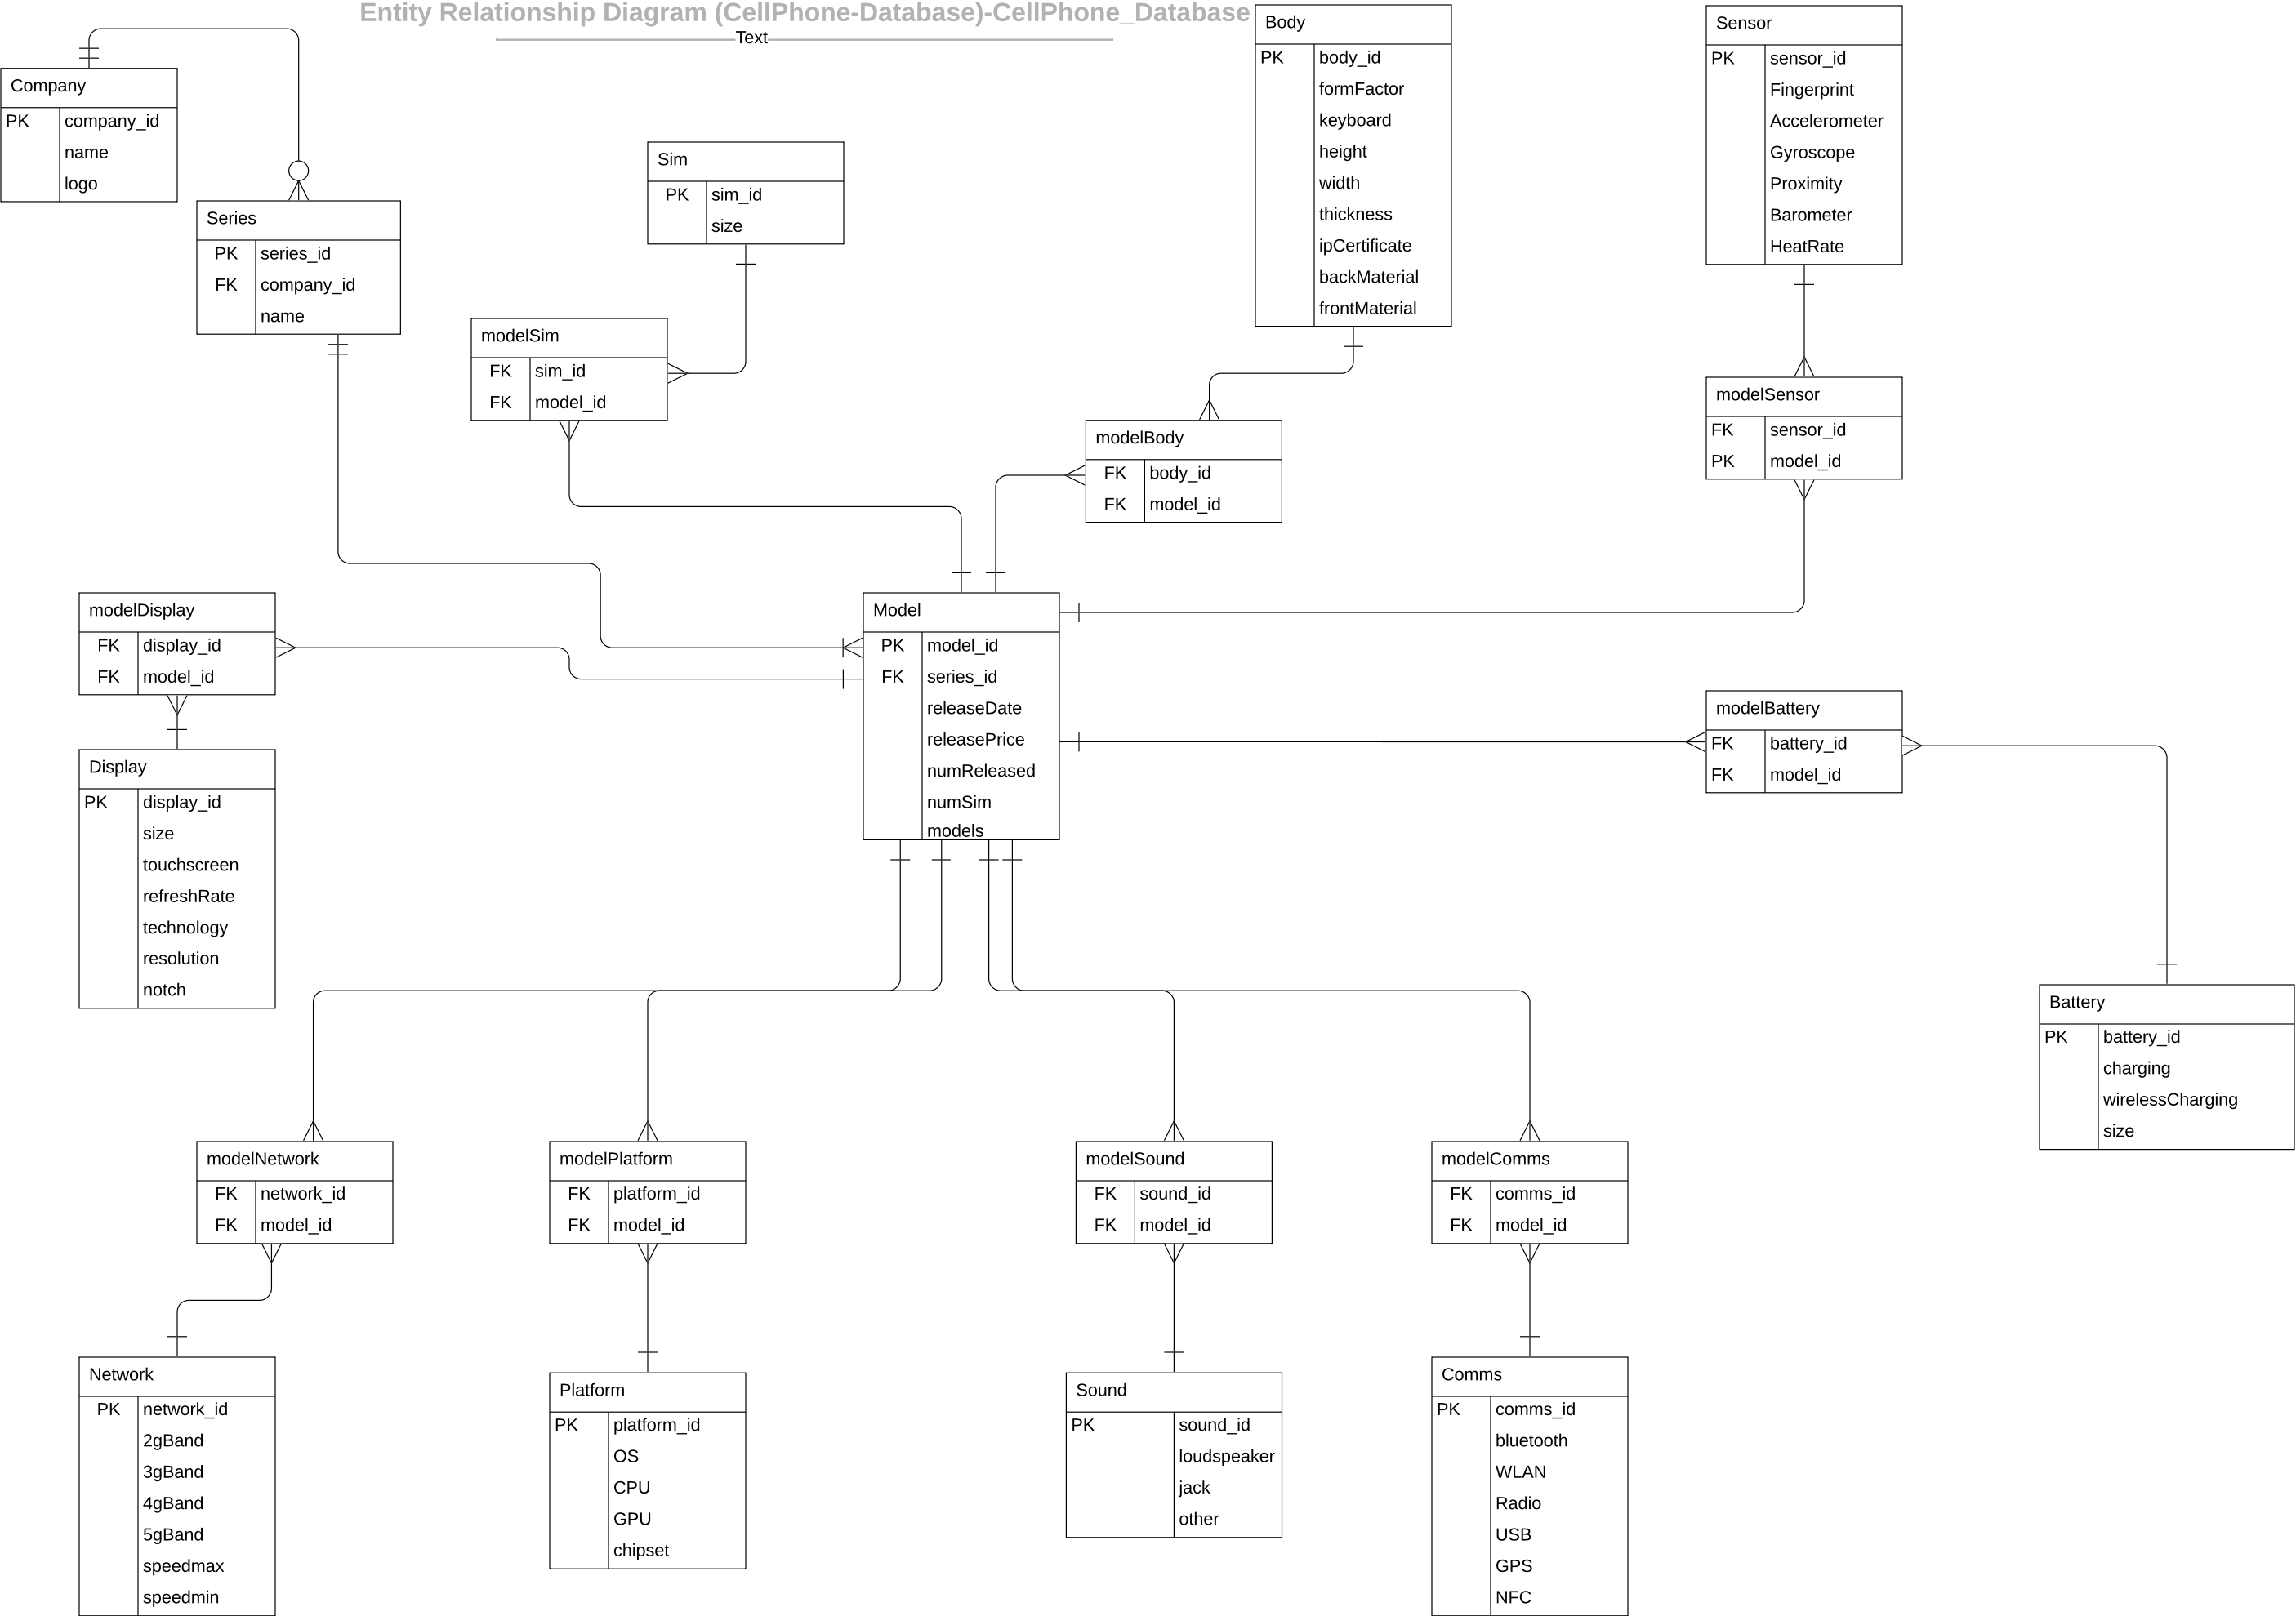 Entity Relationship Diagram (CellPhone-Database)-CellPhone_Database
Text
Company
PK company_id
name
logo
Series
PK series_id
FK company_id
name
Sim
PK sim_id
size
modelSim
FK sim_id
FK model_id
Body
PK body_id
formFactor
keyboard
height
width
thickness
ipCertificate
backMaterial
frontMaterial
modelBody
FK body_id
FK model_id
Sensor
PK sensor_id
Fingerprint
Accelerometer
Gyroscope
Proximity
Barometer
HeatRate
modelSensor
FK sensor_id
PK model_id
modelDisplay
FK display_id
FK model_id
Display
PK display_id
size
touchscreen
refreshRate
technology
resolution
notch
Model
PK model_id
FK series_id
releaseDate
releasePrice
numReleased
numSim
models
modelBattery
FK battery_id
FK model_id
Battery
PK battery_id
charging
wirelessCharging
size
modelNetwork
FK network_id
FK model_id
modelPlatform
FK platform_id
FK model_id
modelSound
FK sound_id
FK model_id
modelComms
FK comms_id
FK model_id
Network
PK network_id
2gBand
3gBand
4gBand
5gBand
speedmax
speedmin
Platform
PK platform_id
OS
CPU
GPU
chipset
Sound
PK sound_id
loudspeaker
jack
other
Comms
PK comms_id
bluetooth
WLAN
Radio
USB
GPS
NFC